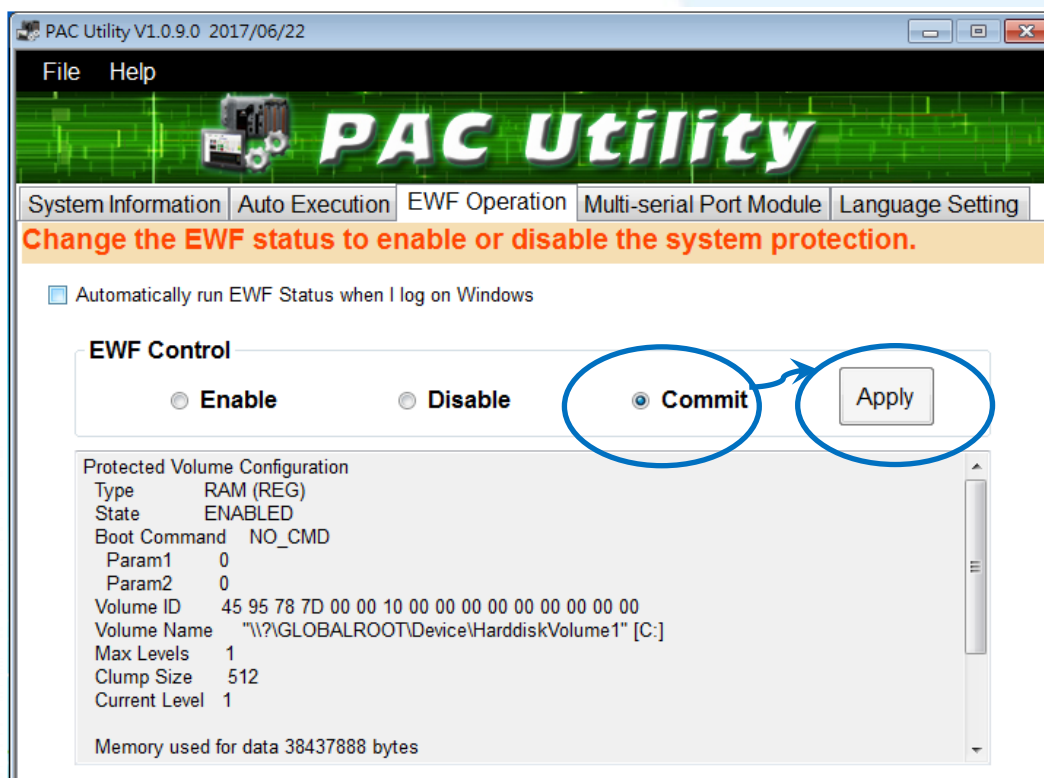 PAC Utility V1.0.9.0 2017/06/22
File Help
PAC Utility
System Information Auto Execution EWF Operation Multi-serial Port Module Language Setting
Change the EWF status to enable or disable the system protection.
Automatically run EWF Status when I log on Windows
EWF Control
Enable Disable Commit Apply
Protected Volume Configuration
Type RAM (REG)
State ENABLED
Boot Command NO_CMD
Param1 0
Param2 0
Volume ID 45 95 78 7D 00 00 10 00 00 00 00 00 00 00 00 00
Volume Name "\\?\GLOBALROOT\Device\HarddiskVolume1" [C:]
Max Levels 1
Clump Size 512
Current Level 1
Memory used for data 38437888 bytes